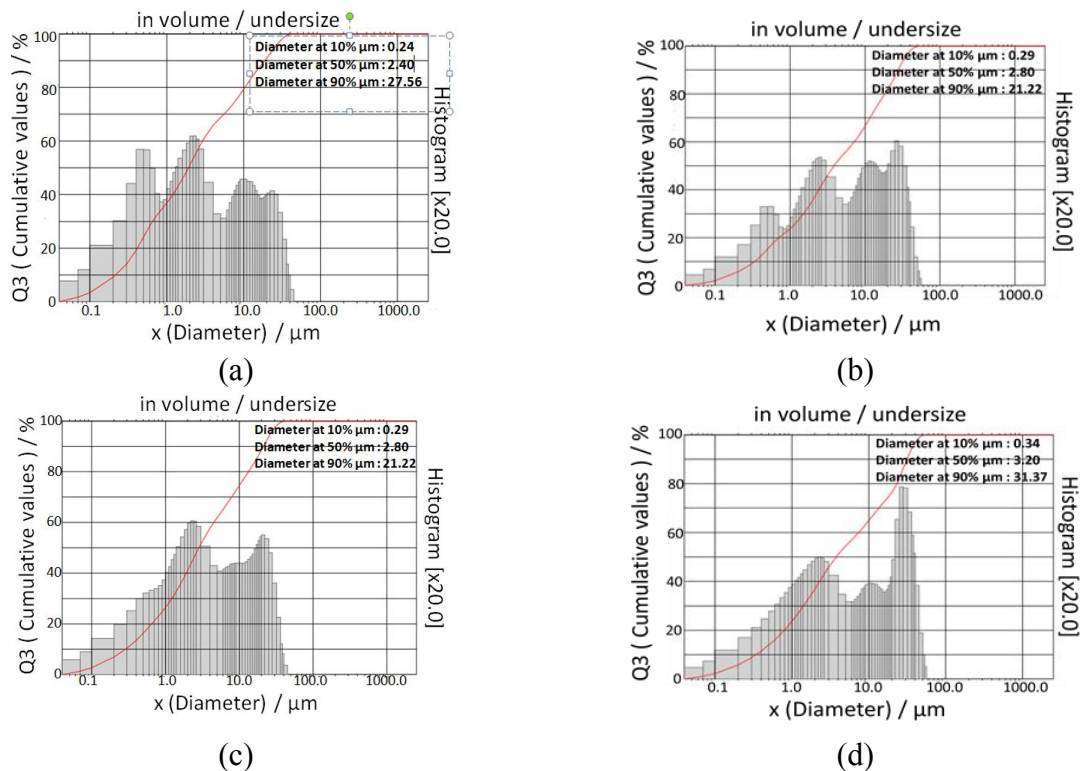 in volume / undersize
Diameter at 10% µm : 0.24
Diameter at 50% µm : 2.40
Diameter at 90% µm : 27.56
Q3 ( Cumulative values ) / %
100
80
60
40
20
0
0.1 1.0 10.0 100.0 1000.0
Histogram [x20.0]
x (Diameter) / µm
(a)
in volume / undersize
Diameter at 10% µm : 0.29
Diameter at 50% µm : 2.80
Diameter at 90% µm : 21.22
Q3 ( Cumulative values ) / %
100
80
60
40
20
0
0.1 1.0 10.0 100.0 1000.0
Histogram [x20.0]
x (Diameter) / µm
(b)
in volume / undersize
Diameter at 10% µm : 0.29
Diameter at 50% µm : 2.80
Diameter at 90% µm : 21.22
Q3 ( Cumulative values ) / %
100
80
60
40
20
0
0.1 1.0 10.0 100.0 1000.0
Histogram [x20.0]
x (Diameter) / µm
(c)
in volume / undersize
Diameter at 10% µm : 0.34
Diameter at 50% µm : 3.20
Diameter at 90% µm : 31.37
Q3 ( Cumulative values ) / %
100
80
60
40
20
0
0.1 1.0 10.0 100.0 1000.0
Histogram [x20.0]
x (Diameter) / µm
(d)